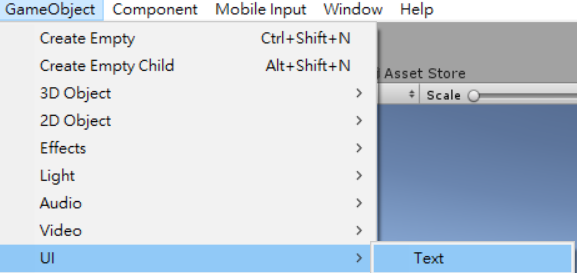 GameObject Component Mobile Input Window Help
Create Empty Ctrl+Shift+N
Create Empty Child Alt+Shift+N
Asset Store
3D Object
Scale
2D Object
Effects
Light
Audio
Video
UI Text